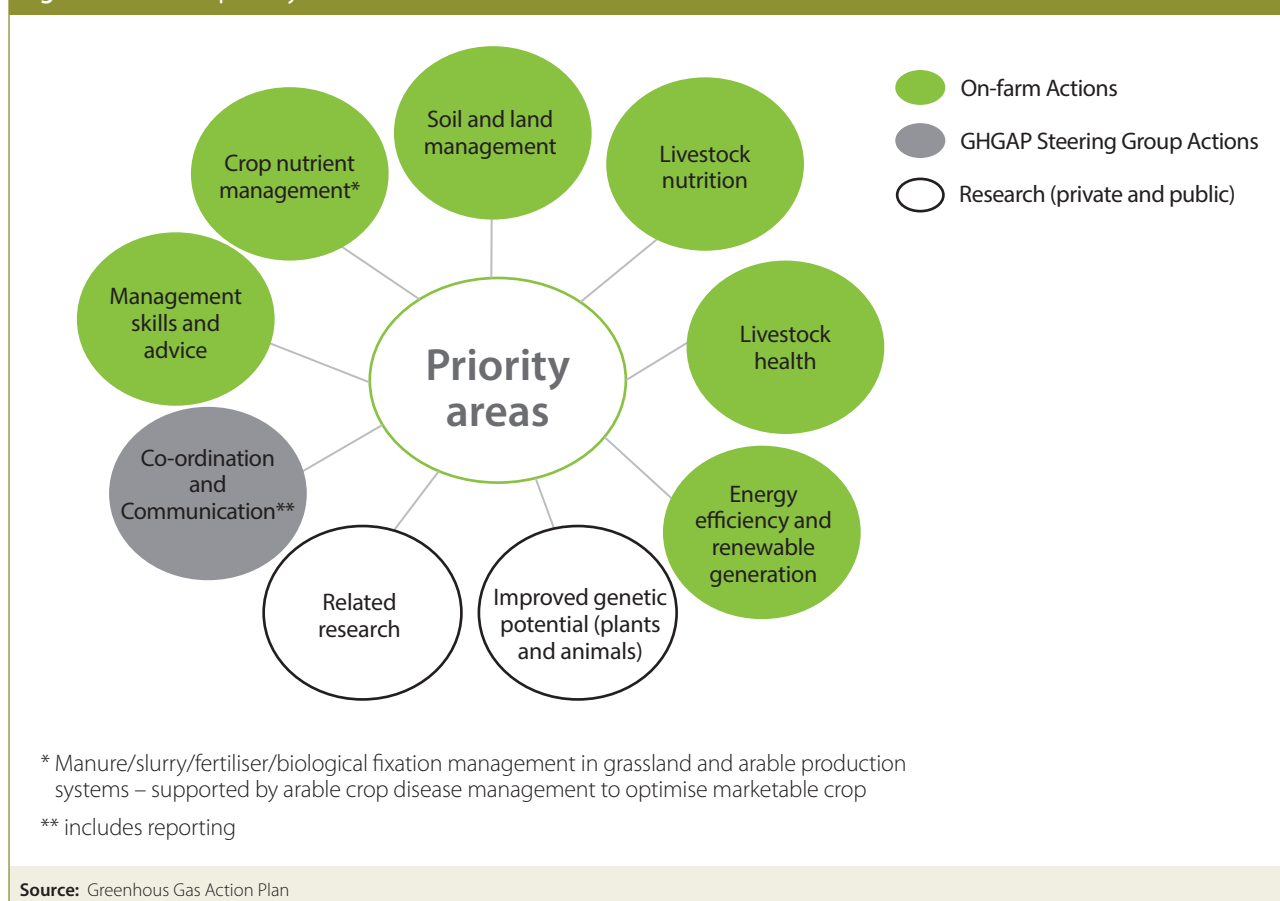 Soil and land
management
Crop nutrient
management*
Livestock
nutrition
Management
skills and
advice
Livestock
health
Priority
areas
Co-ordination
and
Communication**
Energy
efficiency and
renewable
generation
Related
research
Improved genetic
potential (plants
and animals)
On-farm Actions
GHGAP Steering Group Actions
Research (private and public)
* Manure/slurry/fertiliser/biological fixation management in grassland and arable production
systems – supported by arable crop disease management to optimise marketable crop
** includes reporting
Source: Greenhous Gas Action Plan